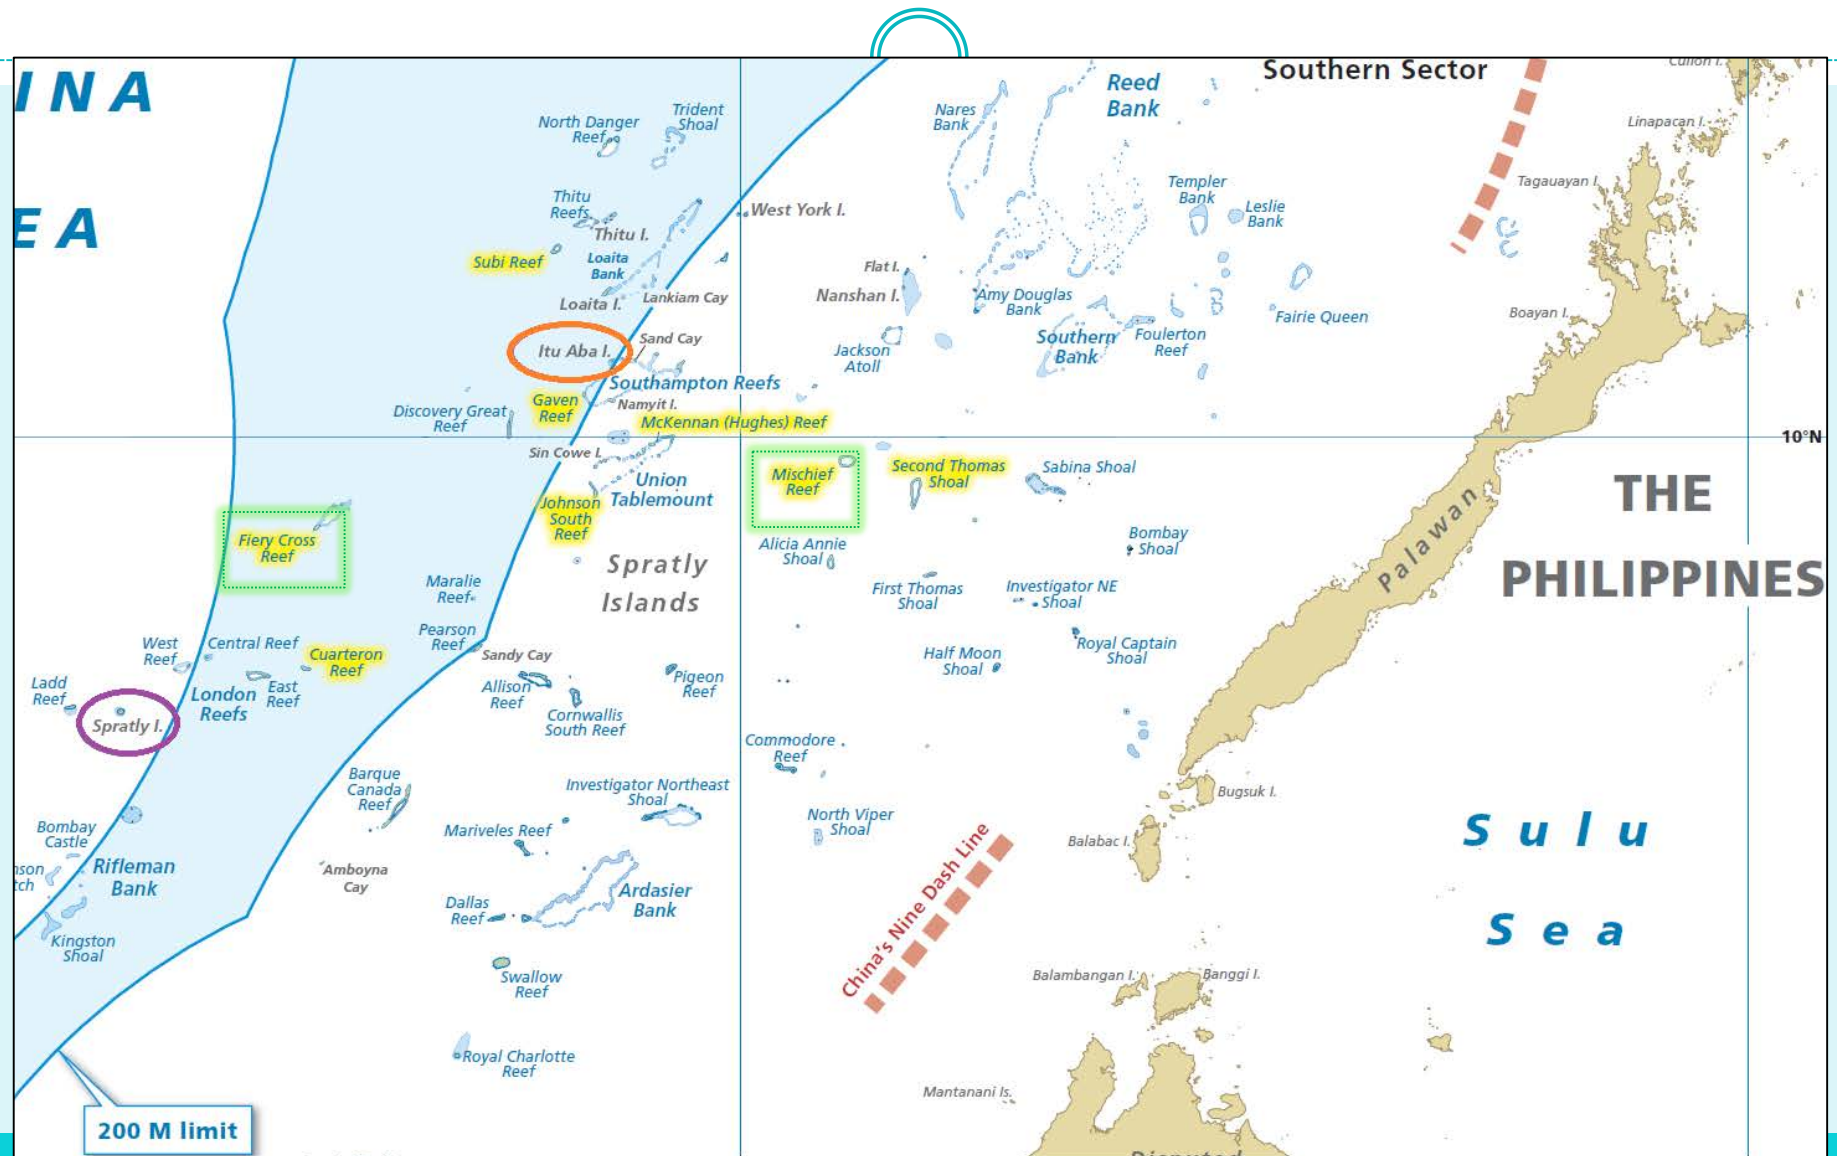 INA
EA
Southern Sector
Culion I.
Reed
Bank
Nares
Bank
Trident
Shoal
North Danger
Reef
Linapacan I.
Templer
Bank
Tagauayan I.
Thitu
Reefs
Leslie
Bank
West York I.
Thitu I.
Subi Reef
Loaita
Bank
Flat I.
Nanshan I.
Lankiam Cay
Loaita I.
Amy Douglas
Bank
Fairie Queen
Boayan I.
Sand Cay
Itu Aba I.
Southern
Bank
Foulerton
Reef
Jackson
Atoll
Southampton Reefs
Gaven
Reef
Namyit I.
Discovery Great
Reef
McKennan (Hughes) Reef
10°N
Sin Cowe I.
Mischief
Reef
Second Thomas
Shoal
Sabina Shoal
Union
Tablemount
THE
PHILIPPINES
Johnson
South
Reef
Palawan
Fiery Cross
Reef
Alicia Annie
Shoal
Bombay
Shoal
Spratly
Islands
Maralie
Reef
First Thomas
Shoal
Investigator NE
Shoal
Pearson
Reef
West
Reef
Central Reef
Cuarteron
Reef
Sandy Cay
Half Moon
Shoal
Royal Captain
Shoal
Ladd
Reef
London
Reefs
East
Reef
Allison
Reef
Pigeon
Reef
Spratly I.
Cornwallis
South Reef
Commodore
Reef
Barque
Canada
Reef
Investigator Northeast
Shoal
Bugsuk I.
North Viper
Shoal
Bombay
Castle
Mariveles Reef
Balabac I.
Sulu
Sea
Rifleman
Bank
nson
tch
Amboyna
Cay
Ardasier
Bank
Dallas
Reef
China's Nine Dash Line
Kingston
Shoal
Swallow
Reef
Balambangan I.
Banggi I.
Royal Charlotte
Reef
Mantanani Is.
200 M limit
Disputed